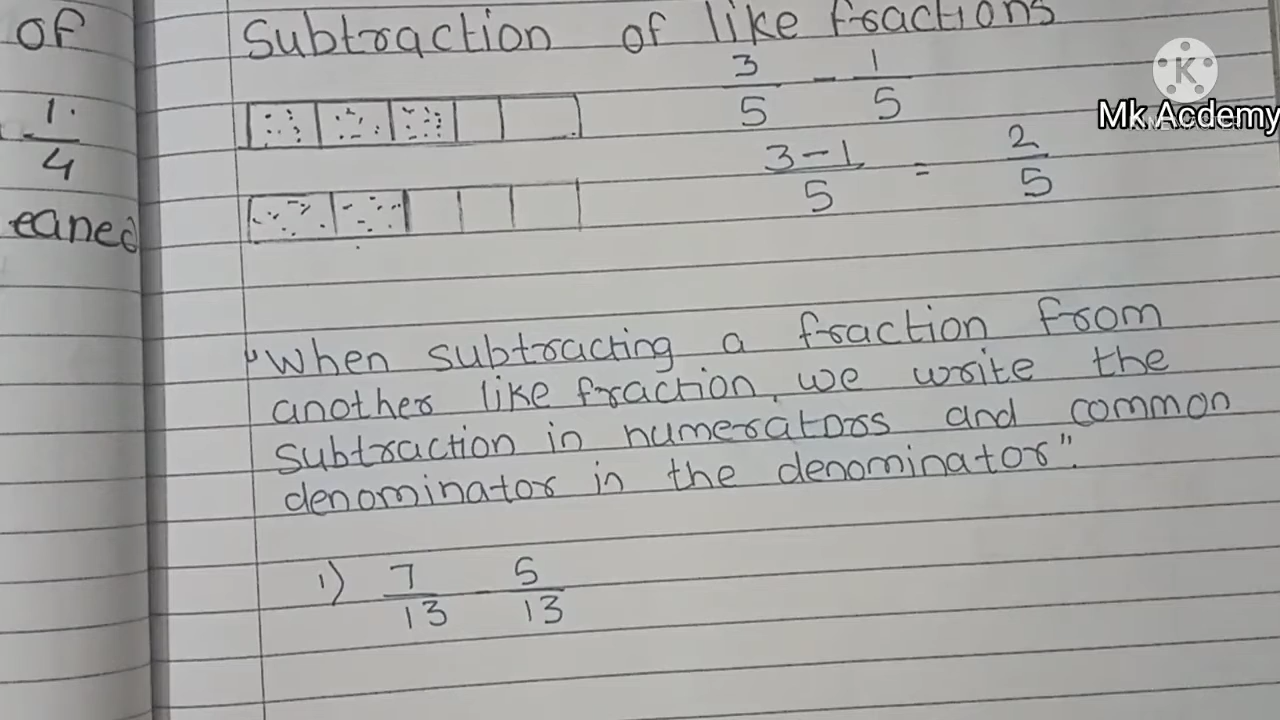 of
1
4
eaned
Subtraction of like fractions
3/5 - 1/5
3-1/5 = 2/5
"When subtracting a fraction from
another like fraction, we write the
subtraction in numerators and common
denominator in the denominator".
1) 7/13 - 5/13
K
Mk Acdemy